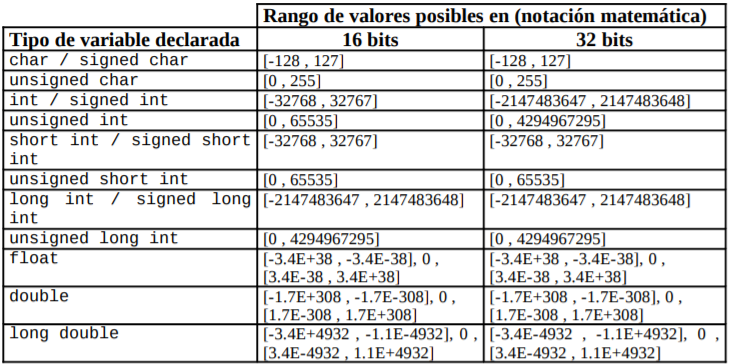 Rango de valores posibles en (notación matemática)
Tipo de variable declarada 16 bits 32 bits
char / signed char [-128 , 127] [-128 , 127]
unsigned char [0 , 255] [0 , 255]
int / signed int [-32768 , 32767] [-2147483647 , 2147483648]
unsigned int [0 , 65535] [0 , 4294967295]
short int / signed short [-32768 , 32767] [-32768 , 32767]
int
unsigned short int [0 , 65535] [0 , 65535]
long int / signed long [-2147483647 , 2147483648] [-2147483647 , 2147483648]
int
unsigned long int [0 , 4294967295] [0 , 4294967295]
float [-3.4E+38 , -3.4E-38], 0 , [-3.4E+38 , -3.4E-38], 0 ,
[3.4E-38 , 3.4E+38] [3.4E-38 , 3.4E+38]
double [-1.7E+308 , -1.7E-308], 0 , [-1.7E+308 , -1.7E-308], 0 ,
[1.7E-308 , 1.7E+308] [1.7E-308 , 1.7E+308]
long double [-3.4E+4932 , -1.1E-4932], 0 , [-3.4E-4932 , -1.1E+4932], 0 ,
[3.4E-4932 , 1.1E+4932] [3.4E-4932 , 1.1E+4932]